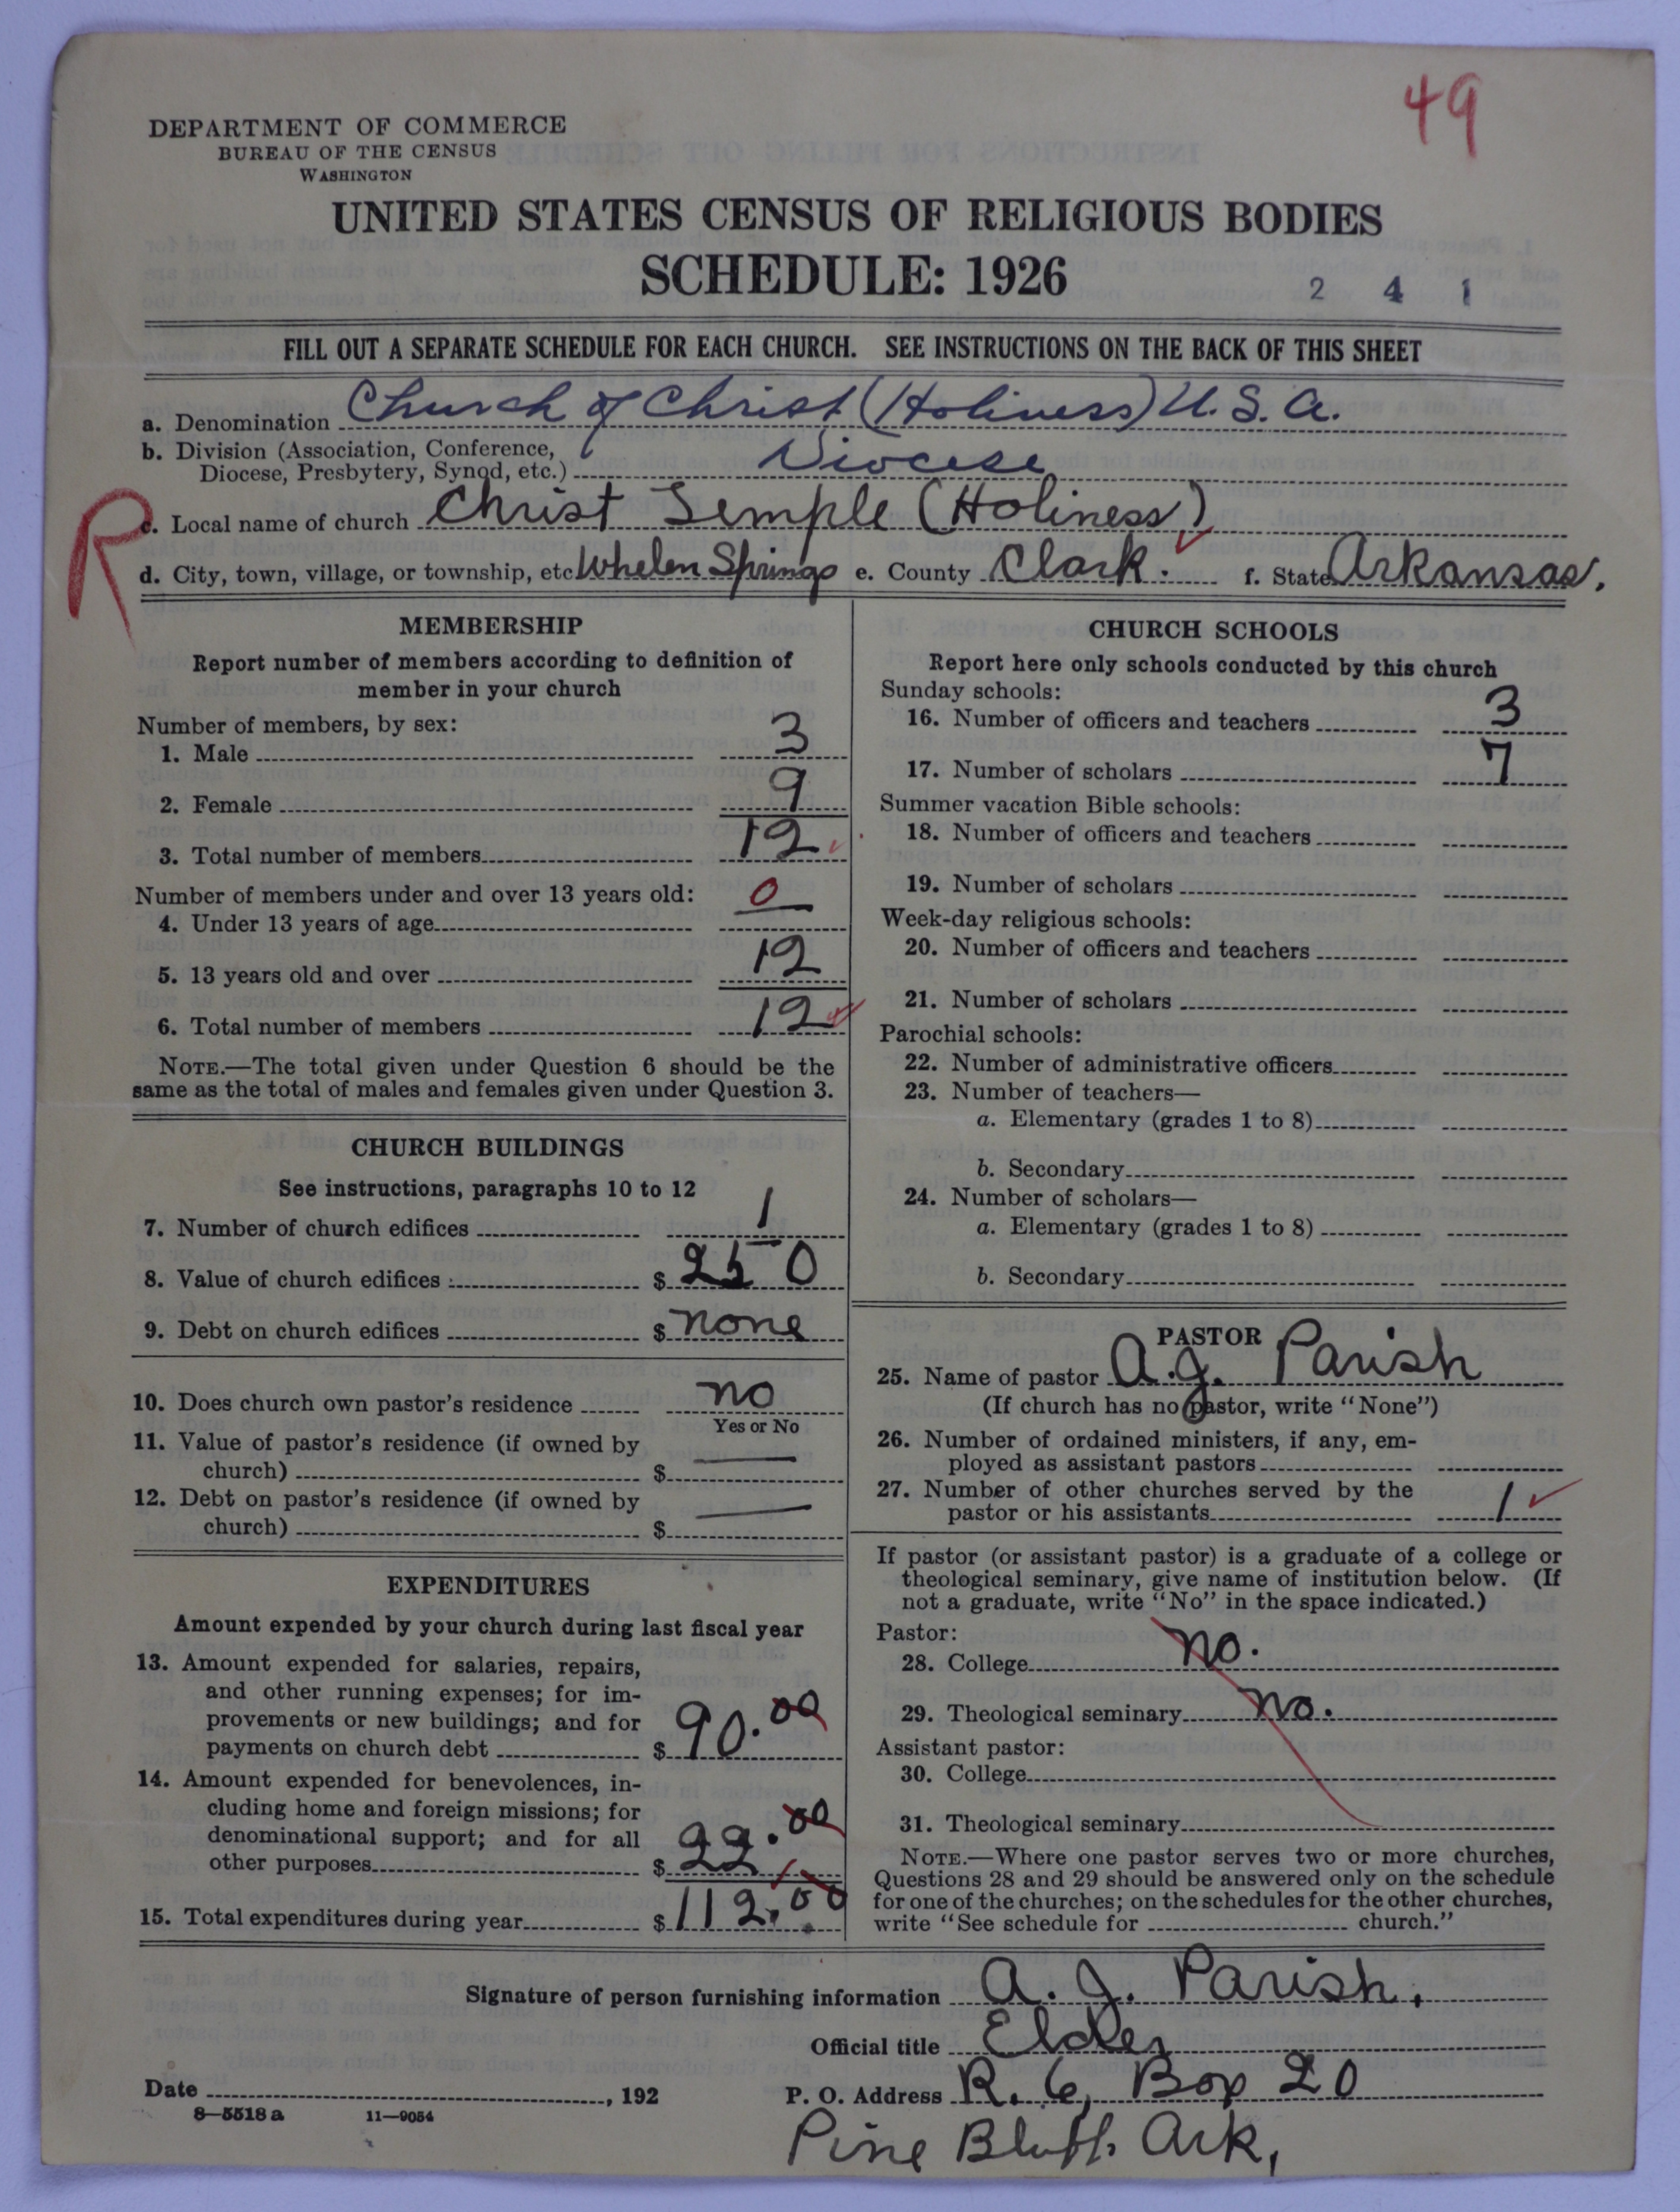 49
DEPARTMENT OF COMMERCE
BUREAU OF THE CENSUS
WASHINGTON
UNITED STATES CENSUS OF RELIGIOUS BODIES
SCHEDULE: 1926
2 4 1
FILL OUT A SEPARATE SCHEDULE FOR EACH CHURCH. SEE INSTRUCTIONS ON THE BACK OF THIS SHEET
a. Denomination Church of Christ (Holiness) U.S.A.
b. Division (Association, Conference,
Diocese, Presbytery, Synod, etc.) Diocese
R
c. Local name of church Christ Temple (Holiness)
d. City, town, village, or township, etc Whelen Springs e. County Clark. f. State Arkansas.
MEMBERSHIP
Report number of members according to definition of
member in your church
Number of members, by sex:
1. Male 3
2. Female 9
3. Total number of members 12
Number of members under and over 13 years old: 0
4. Under 13 years of age
5. 13 years old and over 12
6. Total number of members 12
NOTE.—The total given under Question 6 should be the
same as the total of males and females given under Question 3.
CHURCH BUILDINGS
See instructions, paragraphs 10 to 12
7. Number of church edifices 1
8. Value of church edifices $ 250
9. Debt on church edifices $ none
10. Does church own pastor's residence no
Yes or No
11. Value of pastor's residence (if owned by
church) $ —
12. Debt on pastor's residence (if owned by
church) $ —
EXPENDITURES
Amount expended by your church during last fiscal year
13. Amount expended for salaries, repairs,
and other running expenses; for im-
provements or new buildings; and for
payments on church debt $ 90.00
14. Amount expended for benevolences, in-
cluding home and foreign missions; for
denominational support; and for all
other purposes $ 22.00
15. Total expenditures during year $ 112.00
CHURCH SCHOOLS
Report here only schools conducted by this church
Sunday schools:
16. Number of officers and teachers 3
17. Number of scholars 7
Summer vacation Bible schools:
18. Number of officers and teachers
19. Number of scholars
Week-day religious schools:
20. Number of officers and teachers
21. Number of scholars
Parochial schools:
22. Number of administrative officers
23. Number of teachers—
a. Elementary (grades 1 to 8)
b. Secondary
24. Number of scholars—
a. Elementary (grades 1 to 8)
b. Secondary
PASTOR
25. Name of pastor A.J. Parish
(If church has no pastor, write "None")
26. Number of ordained ministers, if any, em-
ployed as assistant pastors
27. Number of other churches served by the
pastor or his assistants 1
If pastor (or assistant pastor) is a graduate of a college or
theological seminary, give name of institution below. (If
not a graduate, write "No" in the space indicated.)
Pastor:
28. College no.
29. Theological seminary no.
Assistant pastor:
30. College
31. Theological seminary
NOTE.—Where one pastor serves two or more churches,
Questions 28 and 29 should be answered only on the schedule
for one of the churches; on the schedules for the other churches,
write "See schedule for ---------- church."
Signature of person furnishing information A. J. Parish.
Official title Elder
Date ----------, 192
P. O. Address R. 6, Box 20
8—5518 a 11—9054
Pine Bluff. Ark,